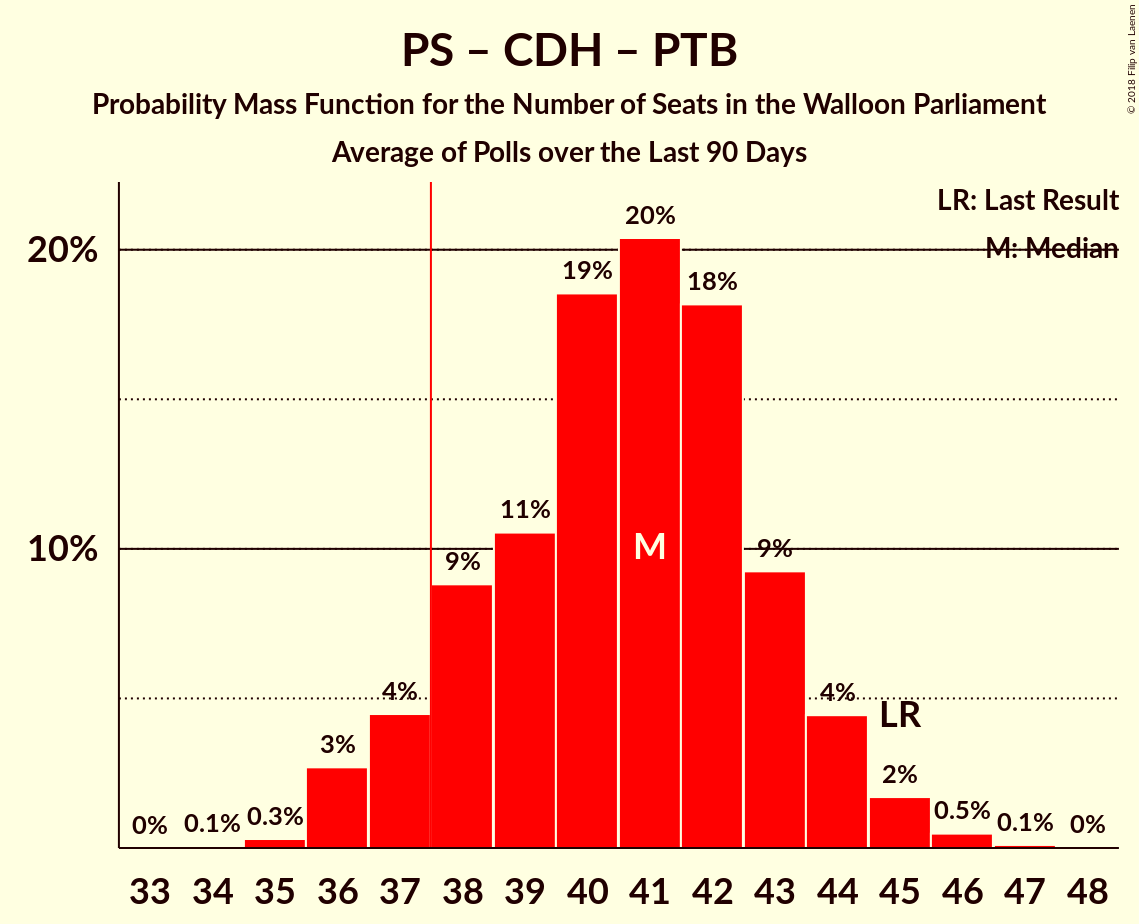 PS – CDH – PTB
Probability Mass Function for the Number of Seats in the Walloon Parliament
Average of Polls over the Last 90 Days
© 2018 Filip van Laenen
LR: Last Result
M: Median
20%
10%
0%
0.1%
0.3%
3%
4%
9%
11%
19%
20%
M
18%
9%
4%
LR
2%
0.5%
0.1%
0%
33 34 35 36 37 38 39 40 41 42 43 44 45 46 47 48